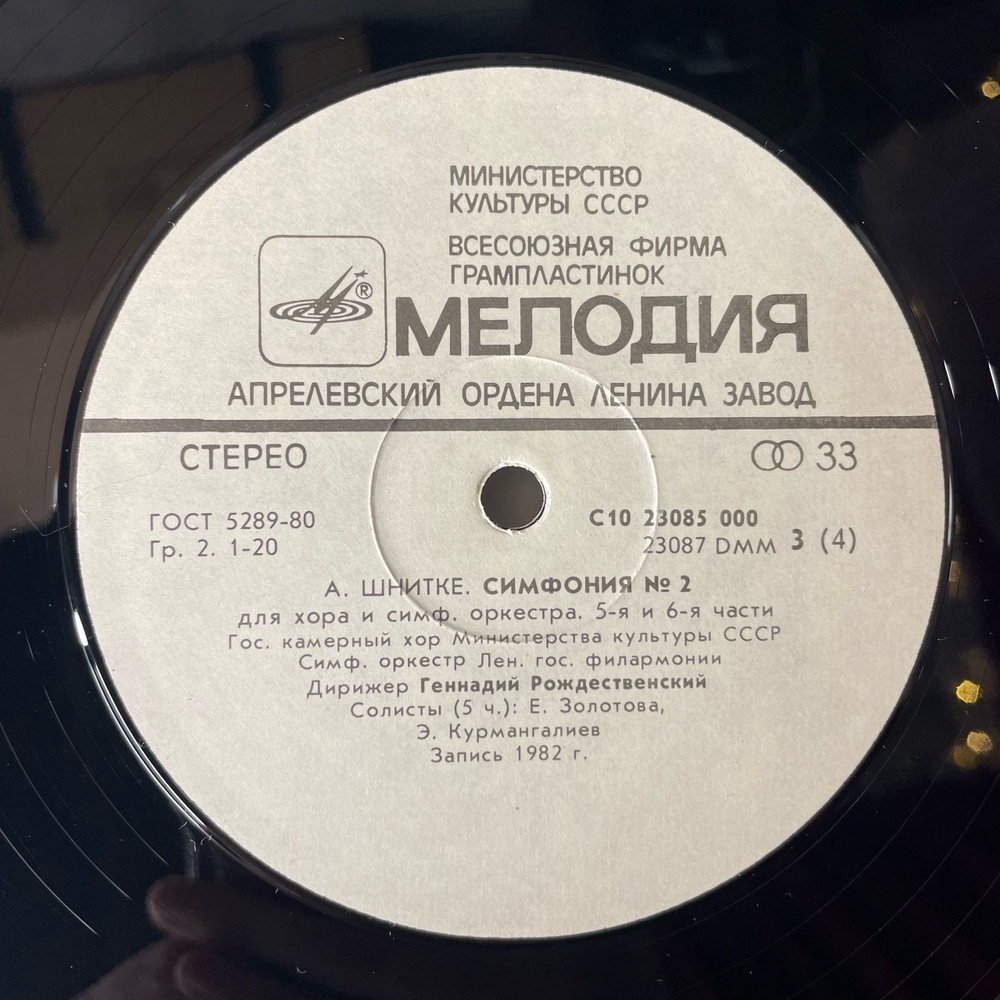 МИНИСТЕРСТВО
КУЛЬТУРЫ СССР
ВСЕСОЮЗНАЯ ФИРМА
ГРАМПЛАСТИНОК
®
МЕЛОДИЯ
АПРЕЛЕВСКИЙ ОРДЕНА ЛЕНИНА ЗАВОД
СТЕРЕО
33
ГОСТ 5289-80
Гр. 2. 1-20
С10 23085 000
23087 DMM 3 (4)
А. ШНИТКЕ. СИМФОНИЯ № 2
для хора и симф. оркестра. 5-я и 6-я части
Гос. камерный хор Министерства культуры СССР
Симф. оркестр Лен. гос. филармонии
Дирижер Геннадий Рождественский
Солисты (5 ч.): Е. Золотова,
Э. Курмангалиев
Запись 1982 г.